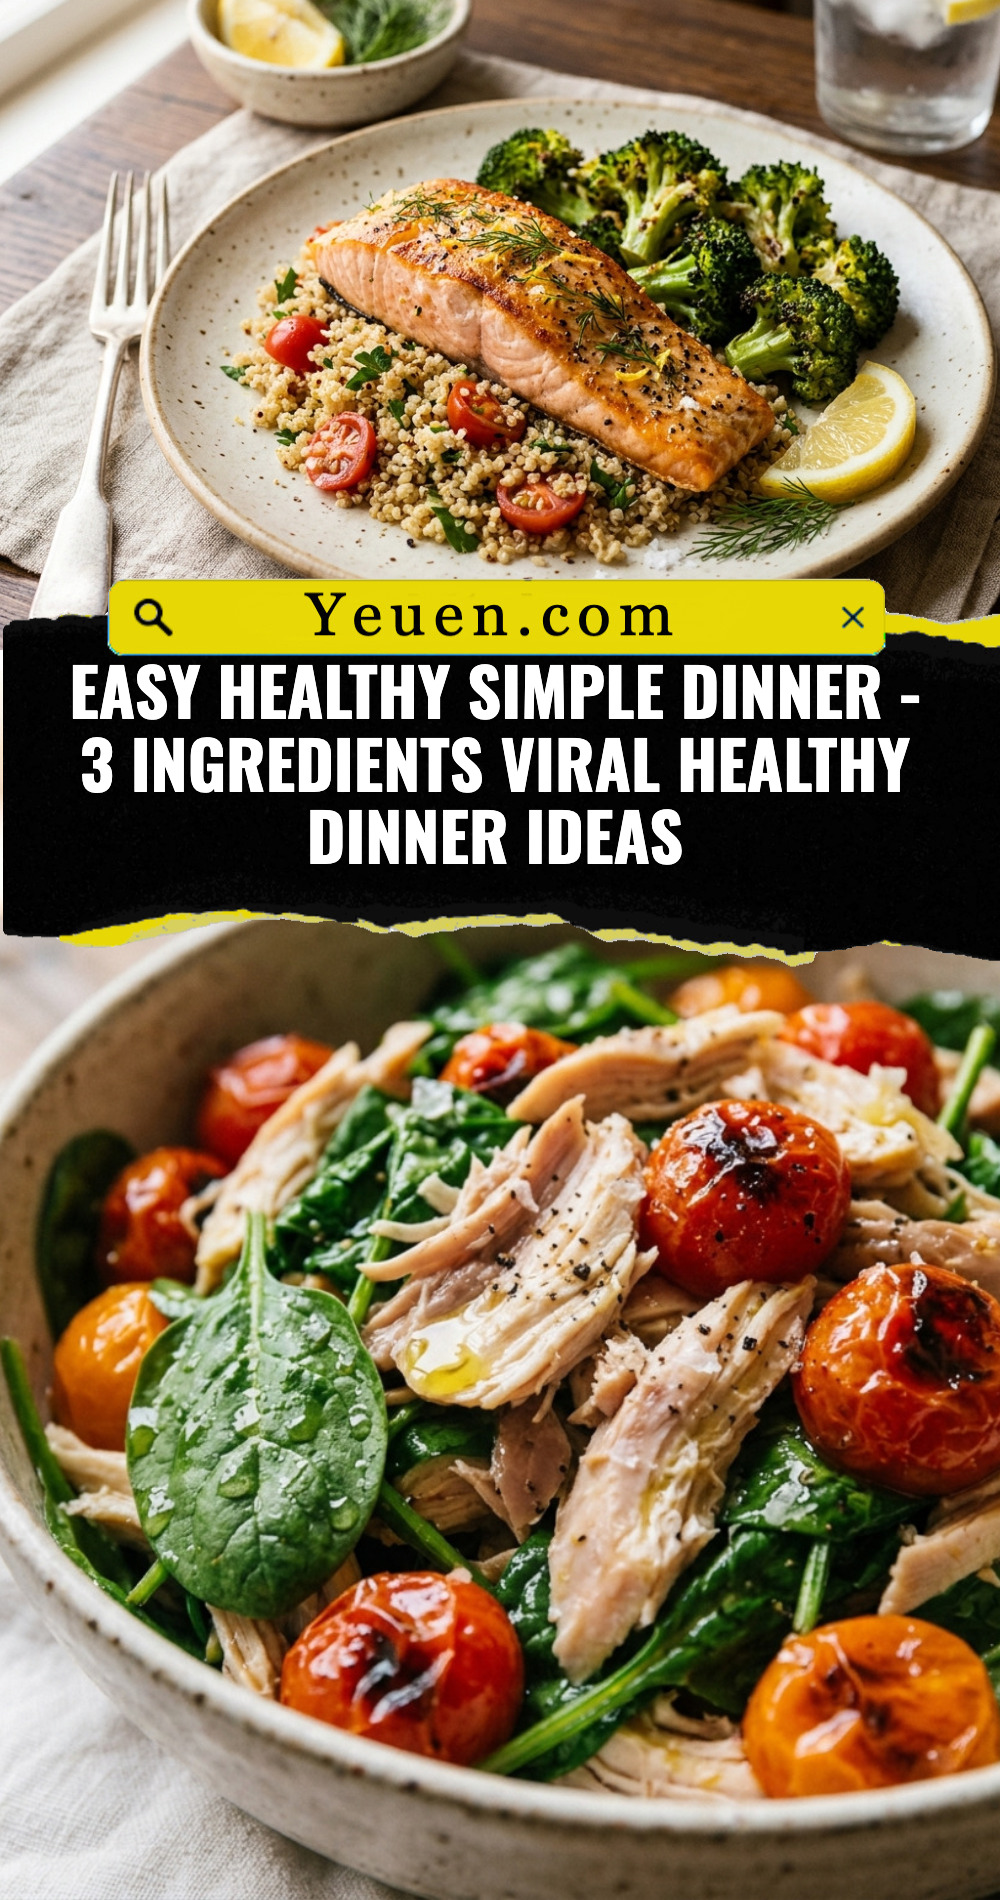 Yeuen.com
EASY HEALTHY SIMPLE DINNER -
3 INGREDIENTS VIRAL HEALTHY
DINNER IDEAS